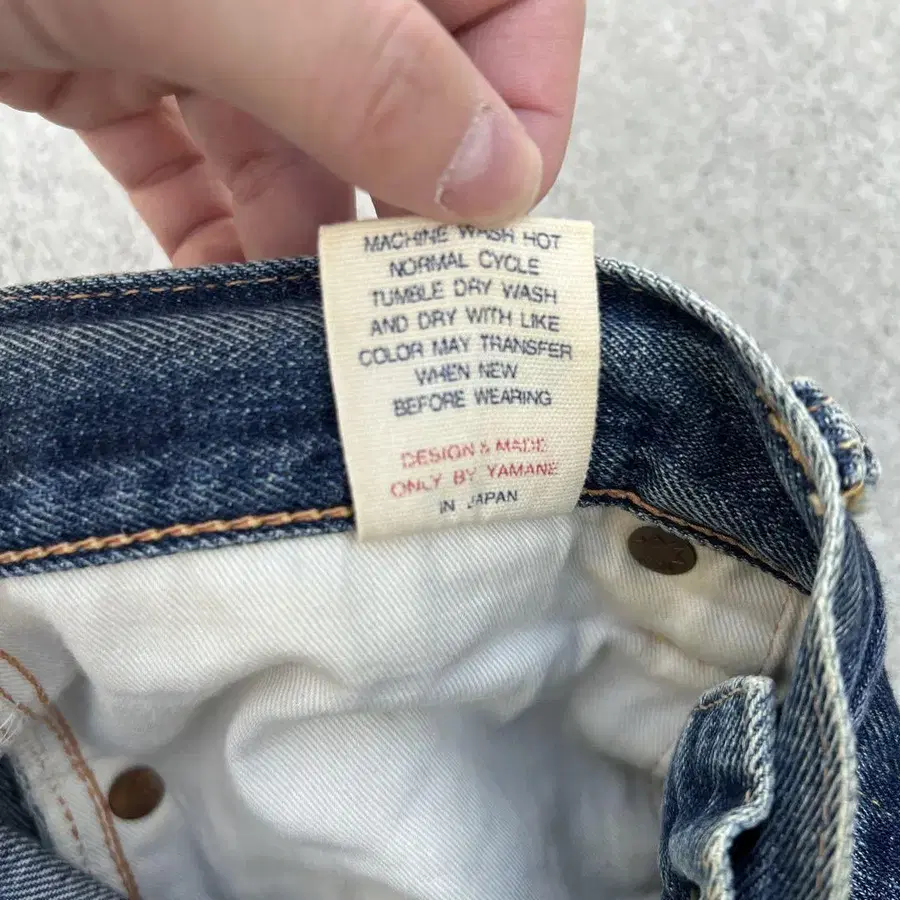 MACHINE WASH HOT
NORMAL CYCLE
TUMBLE DRY WASH
AND DRY WITH LIKE
COLOR MAY TRANSFER
WHEN NEW
BEFORE WEARING
DESIGN & MADE
ONLY BY YAMANE
IN JAPAN